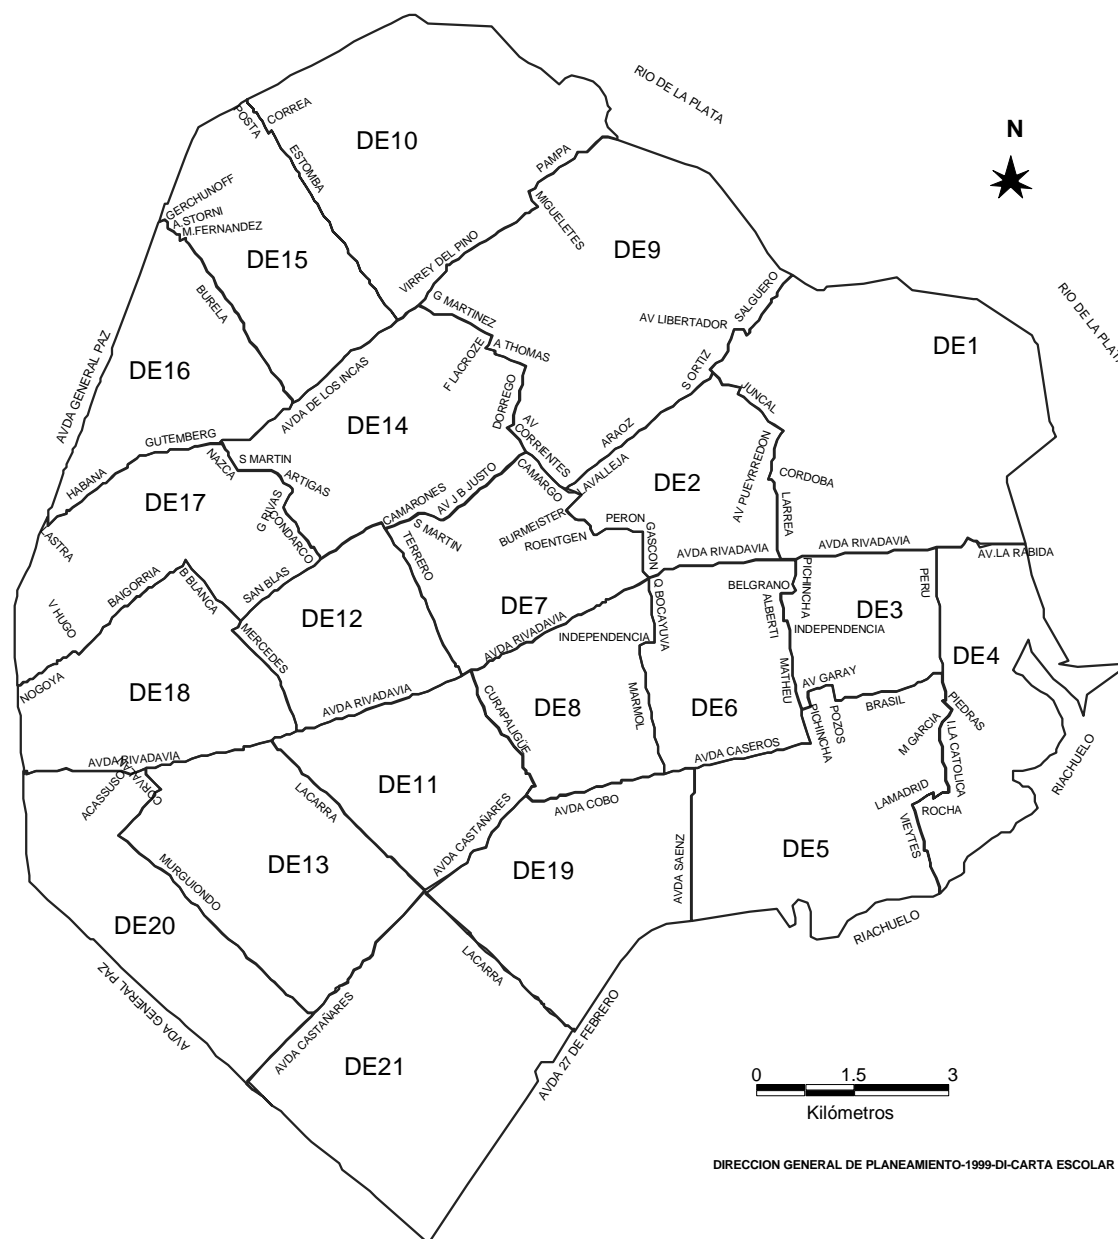 RIO DE LA PLATA
N
POSTA
CORREA
DE10
ESTOMBA
PAMPA
GERCHUNOFF
A.STORNI
M.FERNANDEZ
MIGUELETES
DE15
DE9
VIRREY DEL PINO
BURELA
SALGUERO
RIO DE LA PLATA
G MARTINEZ
AV LIBERTADOR
DE1
AVDA GENERAL PAZ
DE16
F LACROZE
A THOMAS
S ORTIZ
AVDA DE LOS INCAS
JUNCAL
DORREGO
DE14
AV
CORRIENTES
ARAOZ
GUTEMBERG
NAZCA
S MARTIN
ARTIGAS
HABANA
CAMARGO
LAVALLEJA
DE2
AV PUEYRREDON
CORDOBA
LARREA
DE17
G RIVAS
CONDARCO
CAMARONES
AV J B JUSTO
S MARTIN
BURMEISTER
ROENTGEN
PERON
GASCON
LASTRA
TERRERO
AVDA RIVADAVIA
AVDA RIVADAVIA
AV.LA RABIDA
BAIGORRIA
B BLANCA
SAN BLAS
V HUGO
DE12
DE7
Q BOCAYUVA
BELGRANO
PICHINCHA
ALBERTI
DE3
PERU
MERCEDES
AVDA RIVADAVIA
INDEPENDENCIA
INDEPENDENCIA
DE4
NOGOYA
DE18
AVDA RIVADAVIA
CURAPALIGÜE
DE8
MARMOL
DE6
MATHEU
AV GARAY
PICHINCHA
POZOS
BRASIL
PIEDRAS
M GARCIA
I.LA CATOLICA
AVDA RIVADAVIA
AVDA CASEROS
RIACHUELO
ACASSUSO
CORVALAN
LACARRA
DE11
AVDA CASTAÑARES
AVDA COBO
LAMADRID
ROCHA
VIEYTES
DE13
DE19
AVDA SAENZ
DE5
MURGUIONDO
DE20
RIACHUELO
LACARRA
AVDA GENERAL PAZ
AVDA CASTAÑARES
AVDA 27 DE FEBRERO
DE21
0 1.5 3
Kilómetros
DIRECCION GENERAL DE PLANEAMIENTO-1999-DI-CARTA ESCOLAR